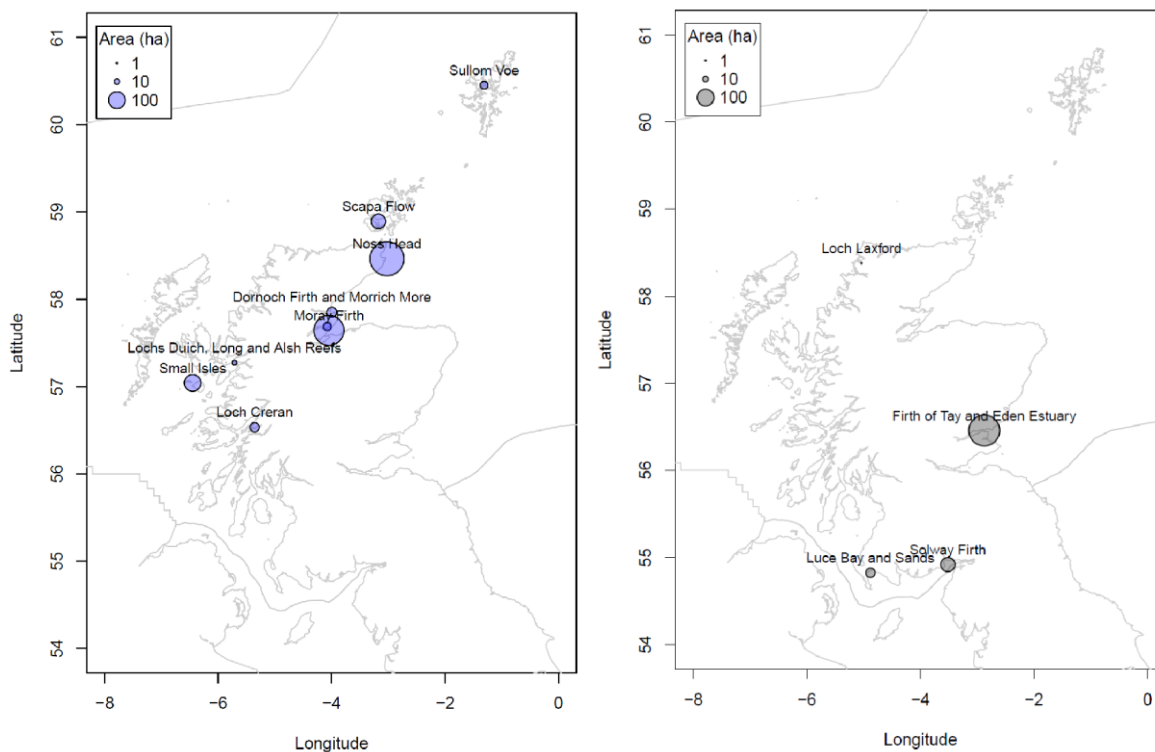 Area (ha)
1
10
100
Sullom Voe
Scapa Flow
Noss Head
Dornoch Firth and Morrich More
Moray Firth
Lochs Duich, Long and Alsh Reefs
Small Isles
Loch Creran
61
60
59
58
57
56
55
54
Latitude
−8
−6
−4
−2
0
Longitude
Area (ha)
1
10
100
Loch Laxford
Firth of Tay and Eden Estuary
Solway Firth
Luce Bay and Sands
61
60
59
58
57
56
55
54
Latitude
−8
−6
−4
−2
0
Longitude